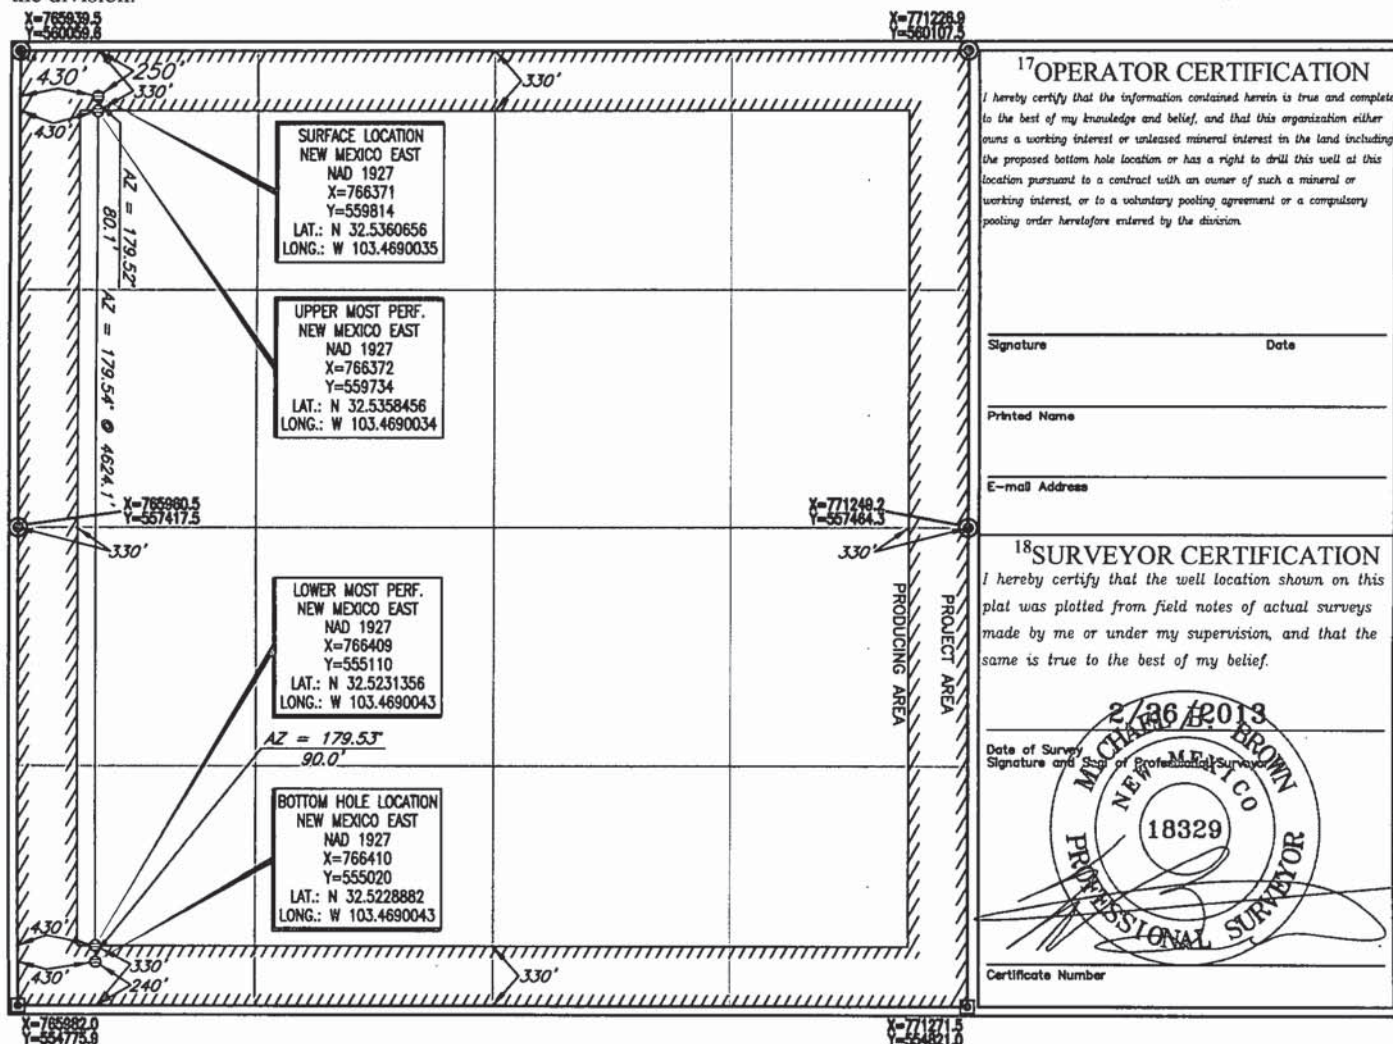 the division.
X=765939.5
Y=560059.6
X=771226.9
Y=560107.5
430'
250'
330'
430'
330'
AZ = 179.52°
80.1'
AZ = 179.54° @ 4624.1'
SURFACE LOCATION
NEW MEXICO EAST
NAD 1927
X=766371
Y=559814
LAT.: N 32.5360656
LONG.: W 103.4690035
UPPER MOST PERF.
NEW MEXICO EAST
NAD 1927
X=766372
Y=559734
LAT.: N 32.5358456
LONG.: W 103.4690034
X=765960.5
Y=557417.5
330'
X=771249.2
Y=557464.3
330'
LOWER MOST PERF.
NEW MEXICO EAST
NAD 1927
X=766409
Y=555110
LAT.: N 32.5231356
LONG.: W 103.4690043
PRODUCING AREA
PROJECT AREA
AZ = 179.53°
90.0'
BOTTOM HOLE LOCATION
NEW MEXICO EAST
NAD 1927
X=766410
Y=555020
LAT.: N 32.5228882
LONG.: W 103.4690043
430'
330'
430'
240'
330'
X=765982.0
Y=554775.9
X=771271.5
Y=554821.0
17OPERATOR CERTIFICATION
I hereby certify that the information contained herein is true and complete
to the best of my knowledge and belief, and that this organization either
owns a working interest or unleased mineral interest in the land including
the proposed bottom hole location or has a right to drill this well at this
location pursuant to a contract with an owner of such a mineral or
working interest, or to a voluntary pooling agreement or a compulsory
pooling order heretofore entered by the division.
Signature Date
Printed Name
E-mail Address
18SURVEYOR CERTIFICATION
I hereby certify that the well location shown on this
plat was plotted from field notes of actual surveys
made by me or under my supervision, and that the
same is true to the best of my belief.
2/26/2013
Date of Survey
Signature and Seal of Professional Surveyor
MICHAEL B. BROWN
NEW MEXICO
18329
PROFESSIONAL SURVEYOR
Certificate Number